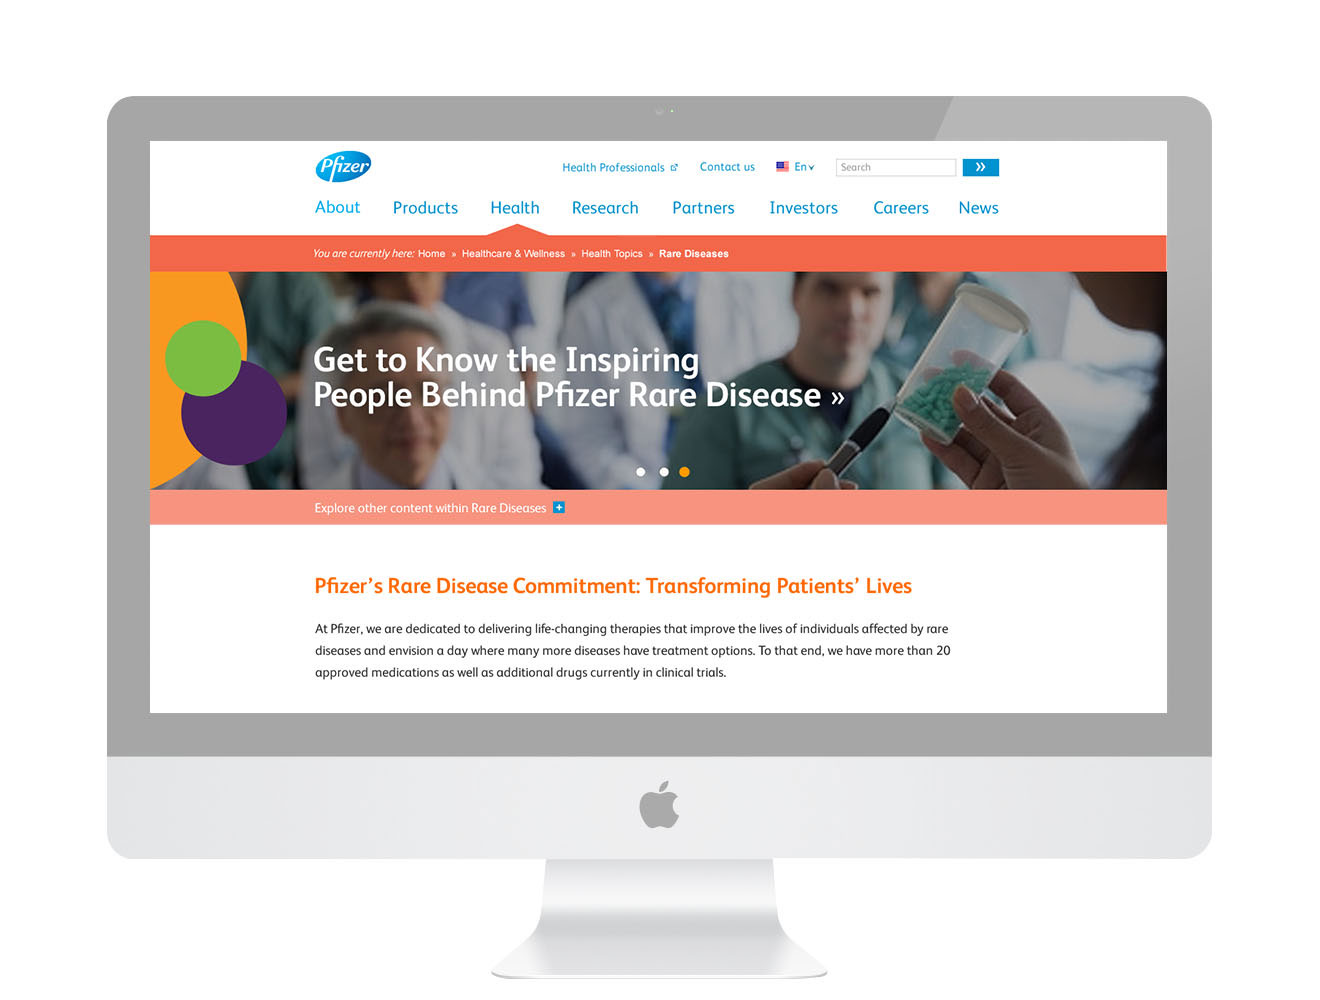 Pfizer
Health Professionals
Contact us
En
Search
»
About
Products
Health
Research
Partners
Investors
Careers
News
You are currently here: Home » Healthcare & Wellness » Health Topics » Rare Diseases
Get to Know the Inspiring
People Behind Pfizer Rare Disease »
Explore other content within Rare Diseases +
Pfizer’s Rare Disease Commitment: Transforming Patients’ Lives
At Pfizer, we are dedicated to delivering life-changing therapies that improve the lives of individuals affected by rare
diseases and envision a day where many more diseases have treatment options. To that end, we have more than 20
approved medications as well as additional drugs currently in clinical trials.